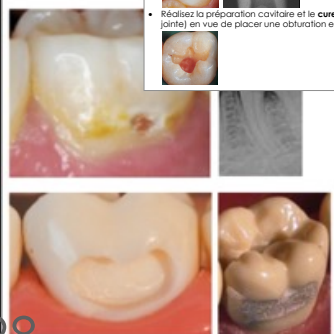 • Réalisez la préparation cavitaire et le cure
jointe) en vue de placer une obturation e